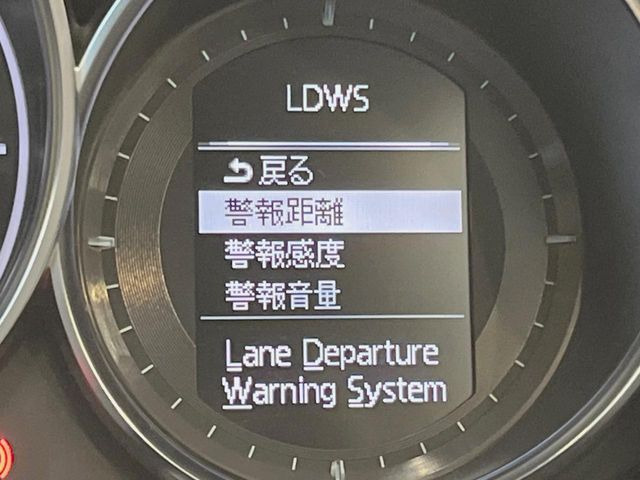 LDWS
戻る
警報距離
警報感度
警報音量
Lane Departure
Warning System